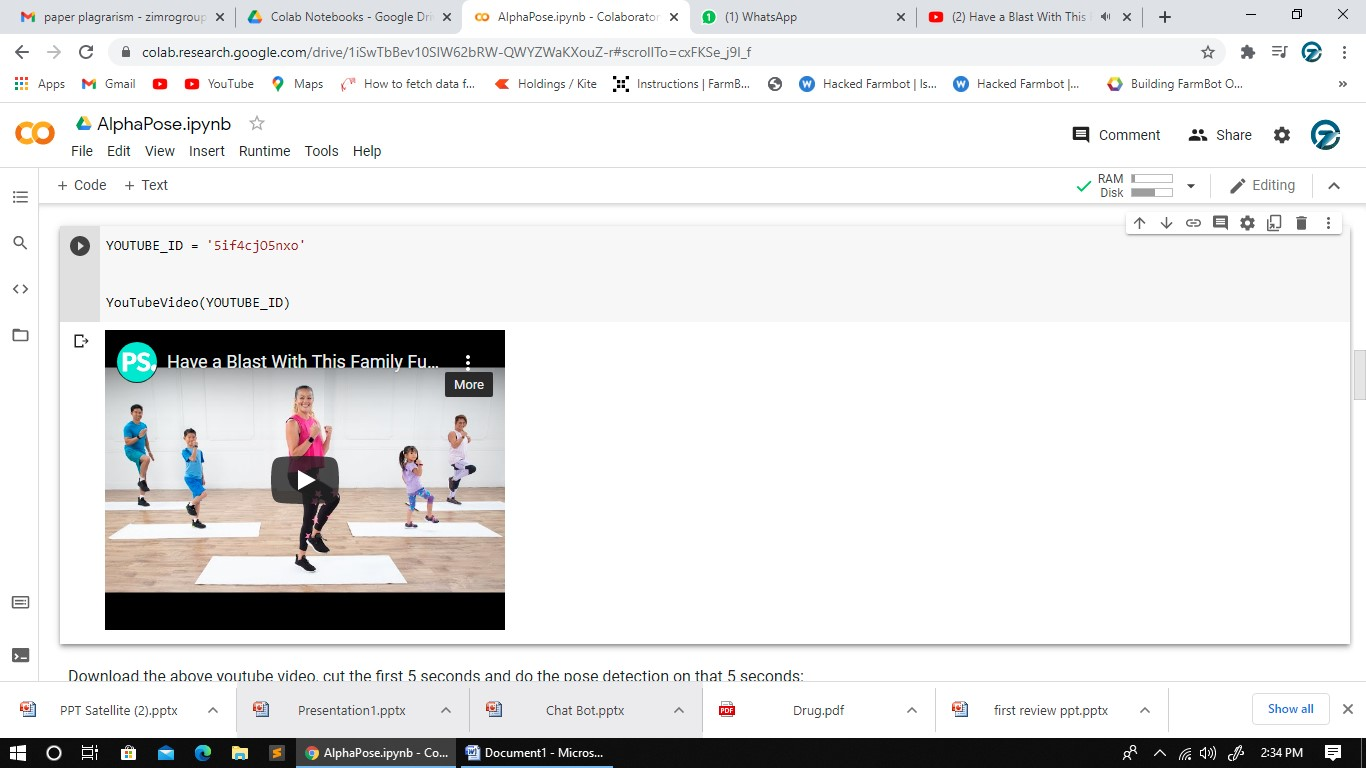 paper plagrarism - zimrogroup
Colab Notebooks - Google Dri
AlphaPose.ipynb - Colaborator
(1) WhatsApp
(2) Have a Blast With This
colab.research.google.com/drive/1iSwTbBev10SIW62bRW-QWYZWaKXouZ-r#scrollTo=cxFKSe_j9I_f
Apps
Gmail
YouTube
Maps
How to fetch data f...
Holdings / Kite
Instructions | FarmB...
Hacked Farmbot | Is...
Hacked Farmbot |...
Building FarmBot O...
»
AlphaPose.ipynb
Comment
Share
File Edit View Insert Runtime Tools Help
+ Code + Text
RAM
Disk
Editing
YOUTUBE_ID = '5if4cjO5nxo'
YouTubeVideo(YOUTUBE_ID)
PS.
Have a Blast With This Family Fu...
More
Download the above youtube video, cut the first 5 seconds and do the pose detection on that 5 seconds:
PPT Satellite (2).pptx
Presentation1.pptx
Chat Bot.pptx
PDF
Drug.pdf
first review ppt.pptx
Show all
AlphaPose.ipynb - Co...
Document1 - Micros...
2:34 PM